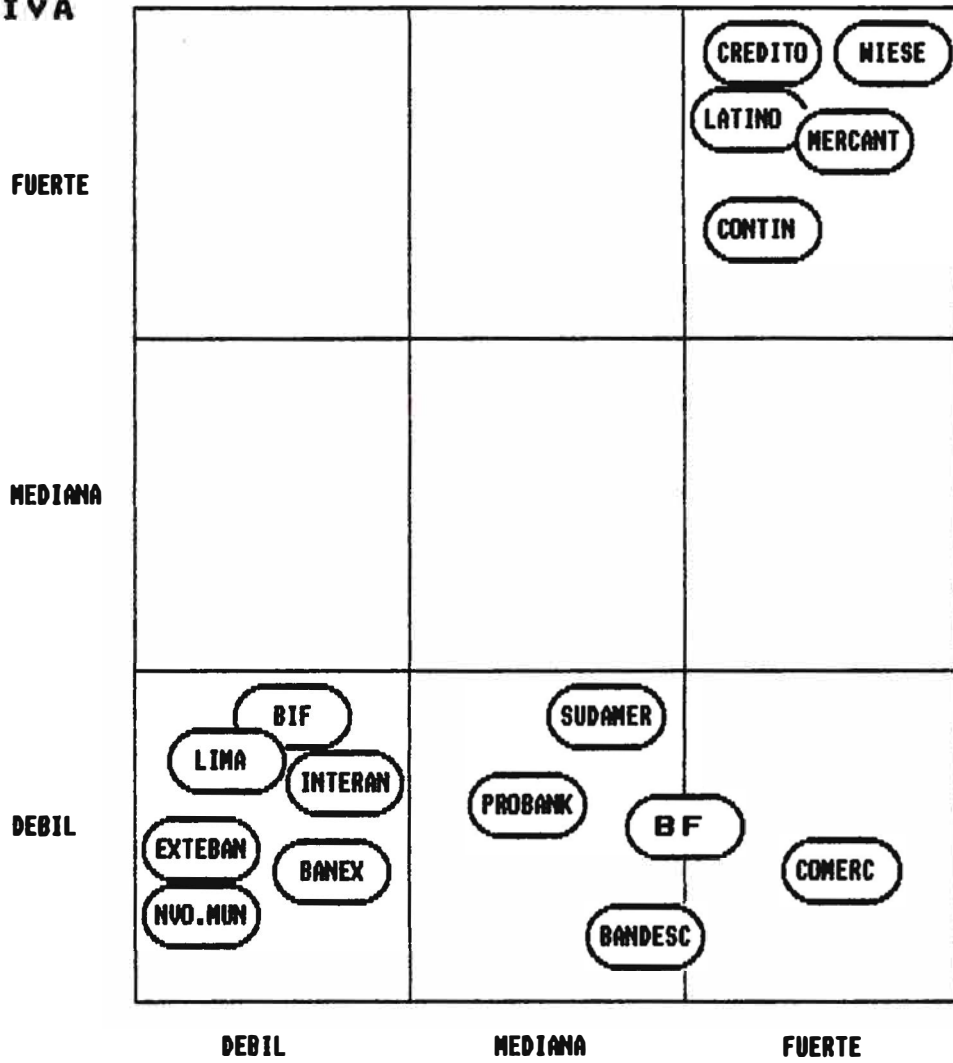 IVA
CREDITO WIESE
LATINO
MERCANT
FUERTE
CONTIN
MEDIANA
BIF SUDAMER
LIMA
INTERAN
PROBANK
DEBIL BF
EXTEBAN
BANEX COMERC
NVO.MUN
BANDESC
DEBIL MEDIANA FUERTE